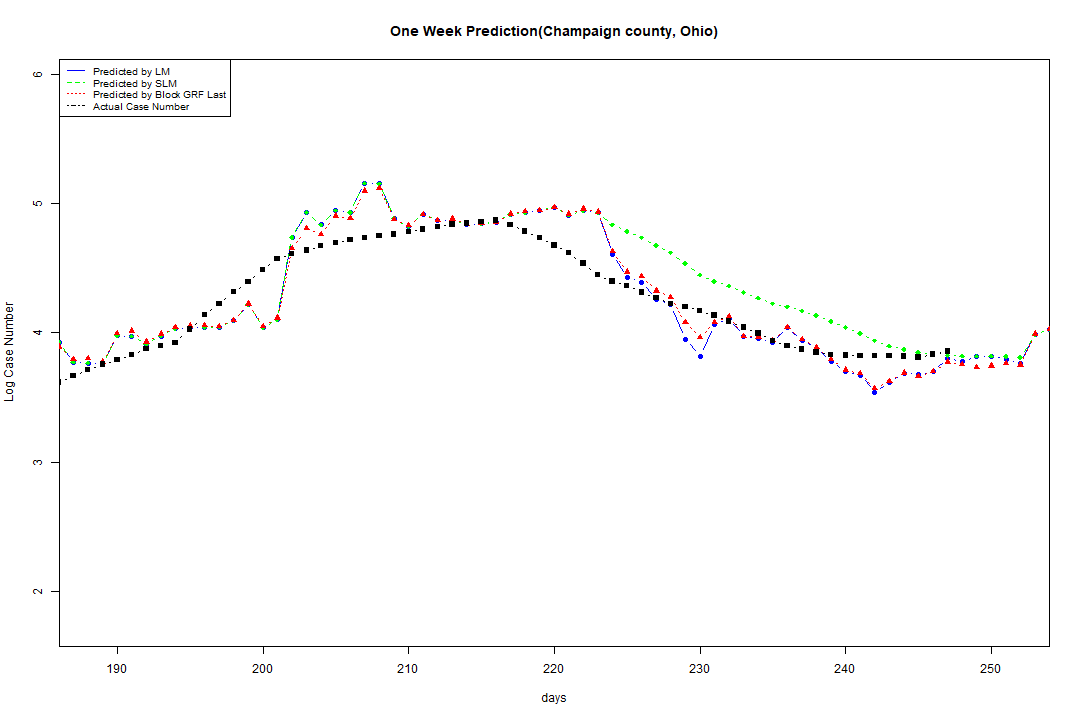 One Week Prediction(Champaign county, Ohio)
Predicted by LM
Predicted by SLM
Predicted by Block GRF Last
Actual Case Number
Log Case Number
6
5
4
3
2
190 200 210 220 230 240 250
days